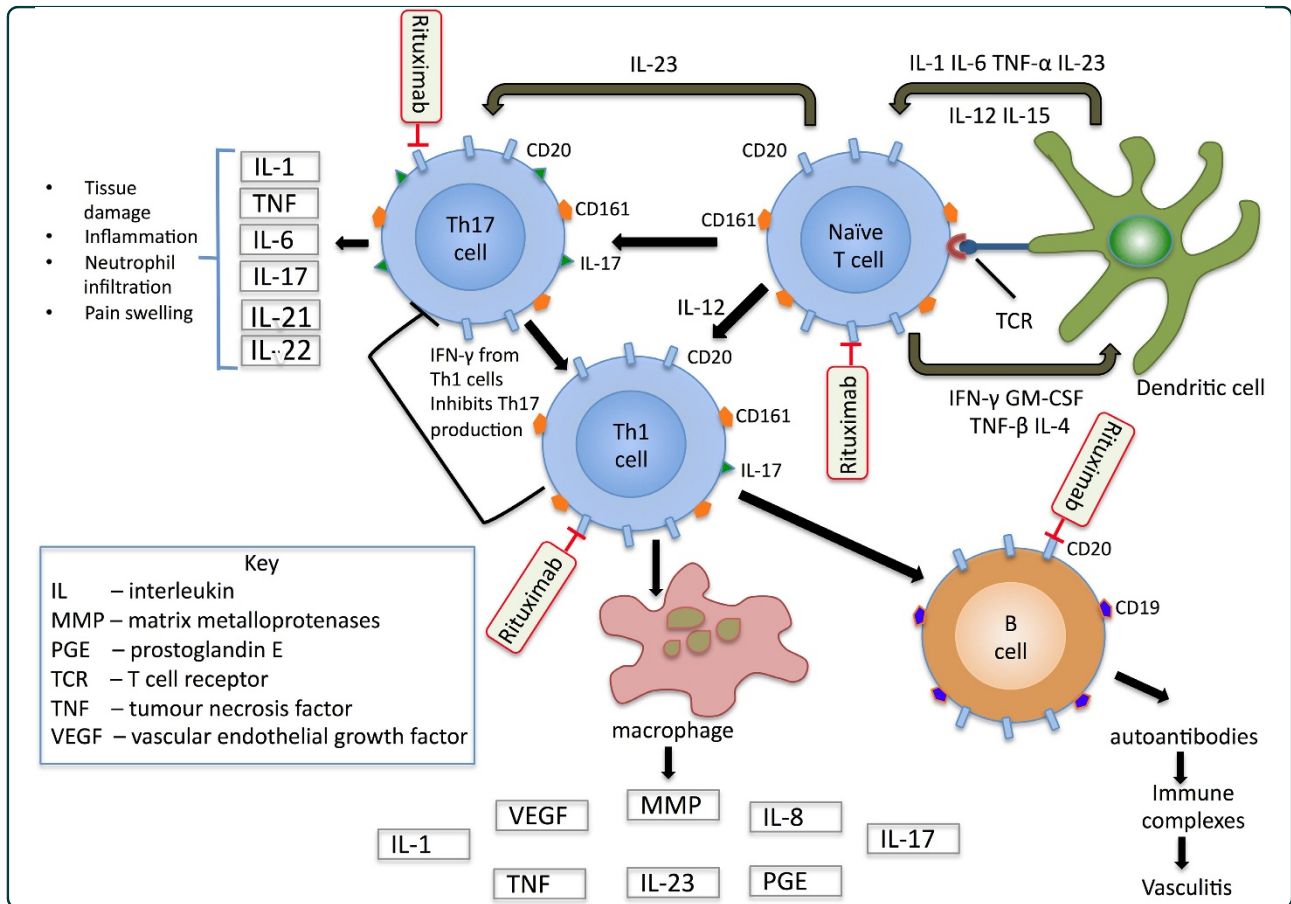 Rituximab
IL-23
IL-1 IL-6 TNF-α IL-23
IL-12 IL-15
CD20
CD20
• Tissue
damage
• Inflammation
• Neutrophil
infiltration
• Pain swelling
IL-1
TNF
IL-6
IL-17
IL-21
IL-22
Th17
cell
CD161
IL-17
CD161
Naïve
T cell
TCR
Dendritic cell
IL-12
IFN-γ from
Th1 cells
Inhibits Th17
production
CD20
Rituximab
IFN-γ GM-CSF
TNF-β IL-4
Th1
cell
CD161
IL-17
Rituximab
Rituximab
CD20
CD19
B
cell
Key
IL – interleukin
MMP – matrix metalloprotenases
PGE – prostoglandin E
TCR – T cell receptor
TNF – tumour necrosis factor
VEGF – vascular endothelial growth factor
macrophage
autoantibodies
Immune
complexes
Vasculitis
IL-1
VEGF
MMP
IL-8
IL-17
TNF
IL-23
PGE